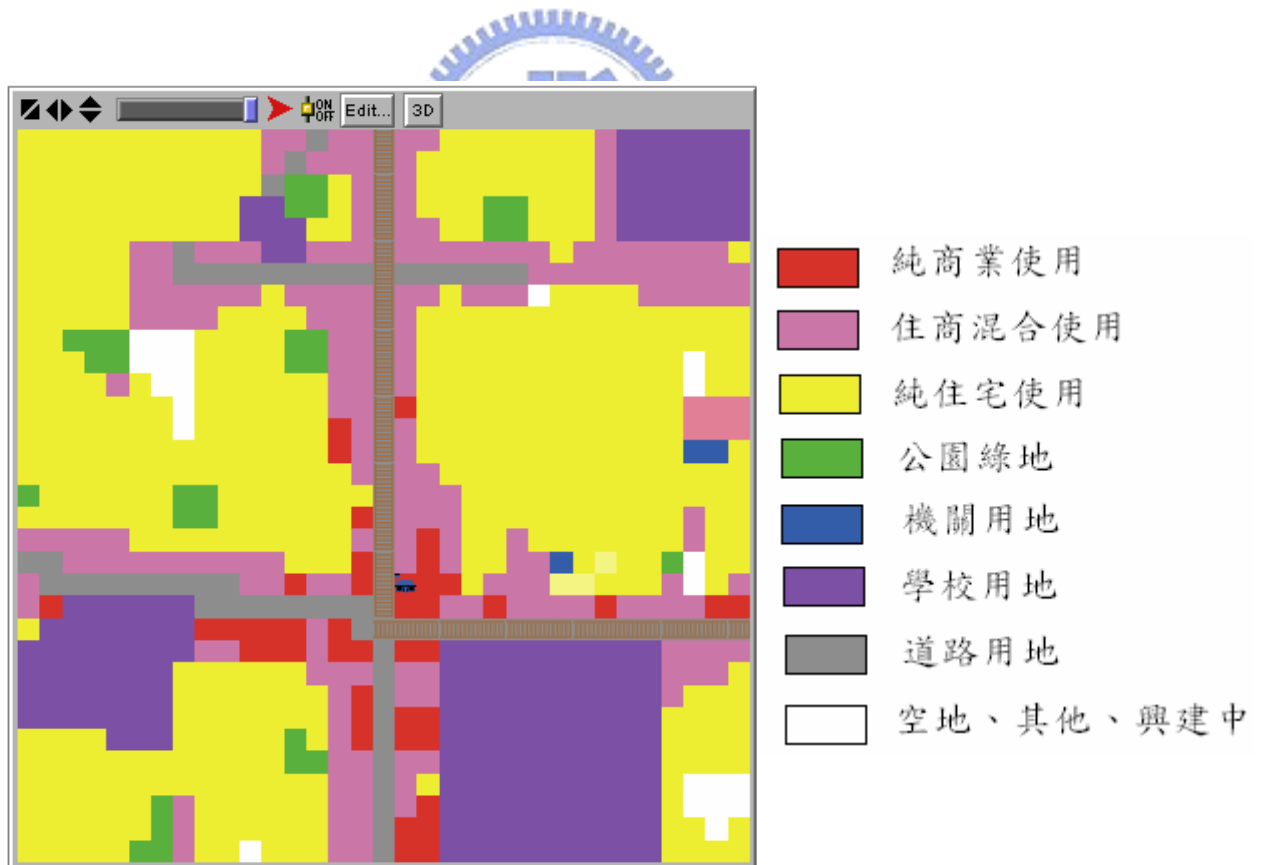 ON
OFF
Edit...
3D
純商業使用
住商混合使用
純住宅使用
公園綠地
機關用地
學校用地
道路用地
空地、其他、興建中